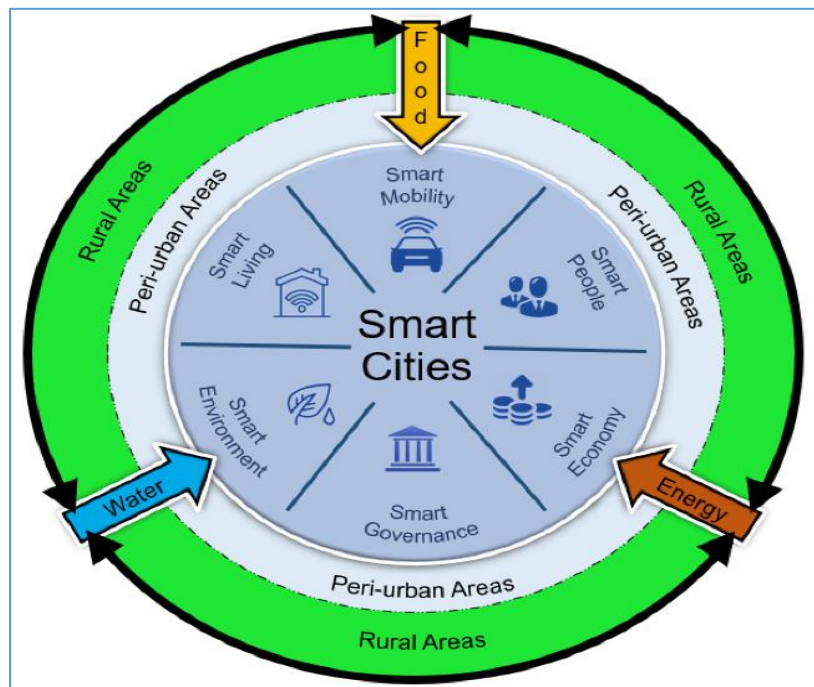 Food
Smart
Mobility
Smart
People
Smart
Economy
Smart
Governance
Smart
Environment
Smart
Living
Smart
Cities
Peri-urban Areas
Peri-urban Areas
Peri-urban Areas
Rural Areas
Rural Areas
Rural Areas
Water
Energy